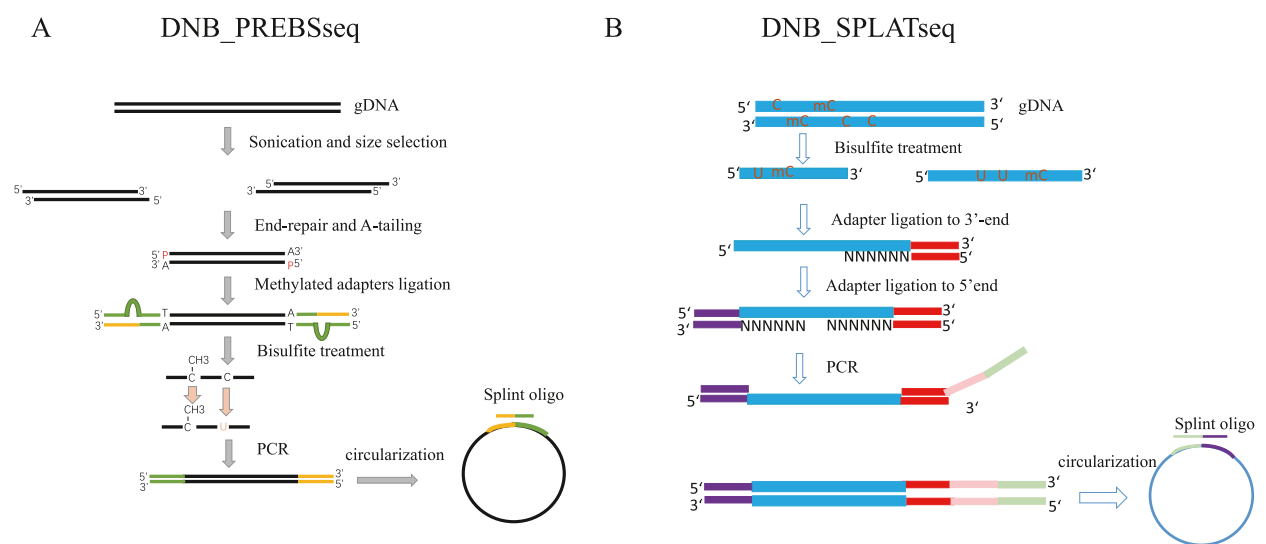 A
DNB_PREBSseq
gDNA
Sonication and size selection
5'
3'
3'
5'
5'
3'
3'
5'
End-repair and A-tailing
5' P
A3'
3' A
P5'
Methylated adapters ligation
5'
T
A
3'
3'
A
T
5'
Bisulfite treatment
CH3
C
C
CH3
C
U
PCR
5'
3'
3'
5'
circularization
Splint oligo
B
DNB_SPLATseq
5‘
C
mC
3‘
gDNA
3‘
mC
C
C
5‘
Bisulfite treatment
5‘
U
mC
3‘
5‘
U
U
mC
3‘
Adapter ligation to 3’-end
5‘
3‘
NNNNNN
5‘
Adapter ligation to 5’end
5‘
3‘
3‘
NNNNNN
NNNNNN
5‘
PCR
5‘
3‘
5‘
3‘
3‘
5‘
circularization
Splint oligo